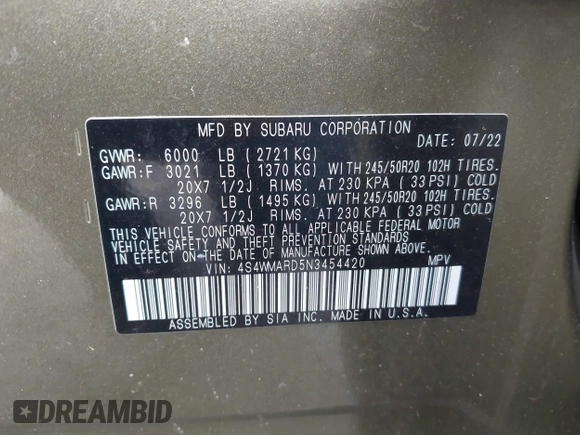 MFD BY SUBARU CORPORATION
DATE: 07/22
GVWR: 6000 LB (2721 KG)
GAWR:F 3021 LB (1370 KG) WITH 245/50R20 102H TIRES.
20X7 1/2J RIMS. AT 230 KPA (33 PSI) COLD
GAWR:R 3296 LB (1495 KG) WITH 245/50R20 102H TIRES.
20X7 1/2J RIMS. AT 230 KPA (33 PSI) COLD
THIS VEHICLE CONFORMS TO ALL APPLICABLE FEDERAL MOTOR
VEHICLE SAFETY AND THEFT PREVENTION STANDARDS
IN EFFECT ON THE DATE OF MANUFACTURE SHOWN ABOVE.
VIN: 4S4WMARD5N3454420 MPV
ASSEMBLED BY SIA INC. MADE IN U.S.A.
DREAMBID